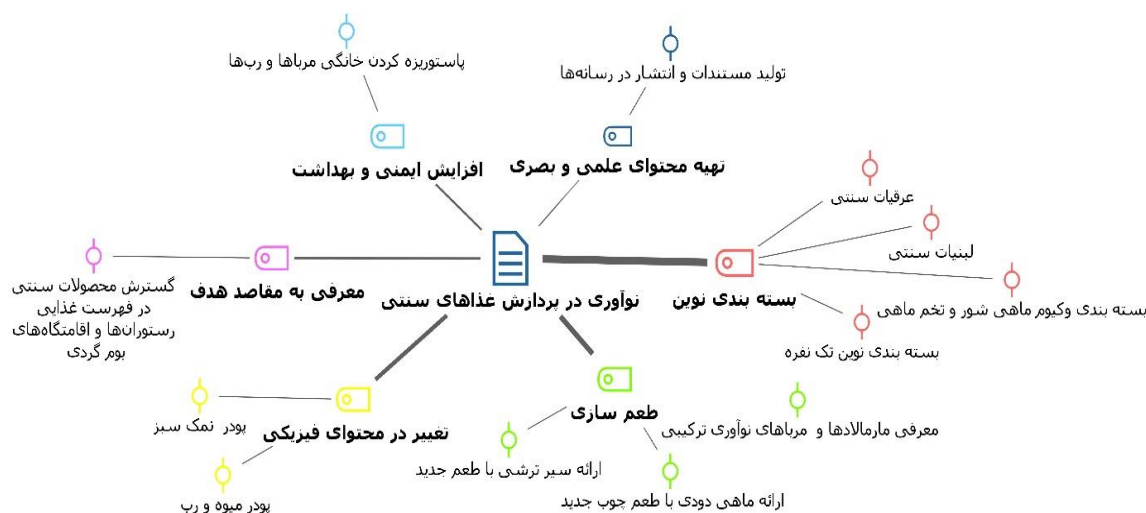 پاستوریزه کردن خانگی مرباها و رب‌ها
تولید مستندات و انتشار در رسانه‌ها
افزایش ایمنی و بهداشت
تهیه محتوای علمی و بصری
عرقیات سنتی
لبنیات سنتی
معرفی به مقاصد هدف
نوآوری در پردازش غذاهای سنتی
بسته بندی نوین
گسترش محصولات سنتی
در فهرست غذایی
رستوران‌ها و اقامتگاه‌های
بوم گردی
بسته بندی وکیوم ماهی شور و تخم ماهی
بسته بندی نوین تک نفره
تغییر در محتوای فیزیکی
پودر نمک سبز
پودر میوه و رب
طعم سازی
معرفی مارمالادها و مرباهای نوآوری ترکیبی
ارائه سیر ترشی با طعم جدید
ارائه ماهی دودی با طعم چوب جدید